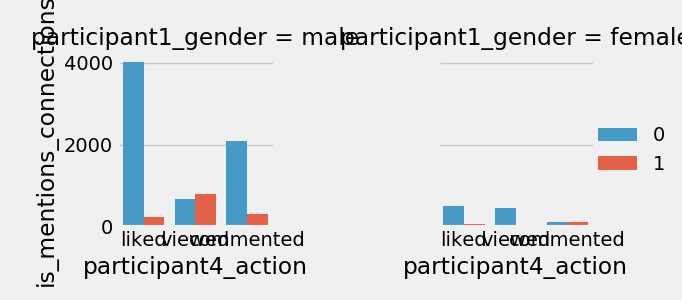 participant1_gender = male
participant1_gender = female
is_mentions_connections
4000
2000
0
liked
viewed
commented
participant4_action
liked
viewed
commented
participant4_action
0
1